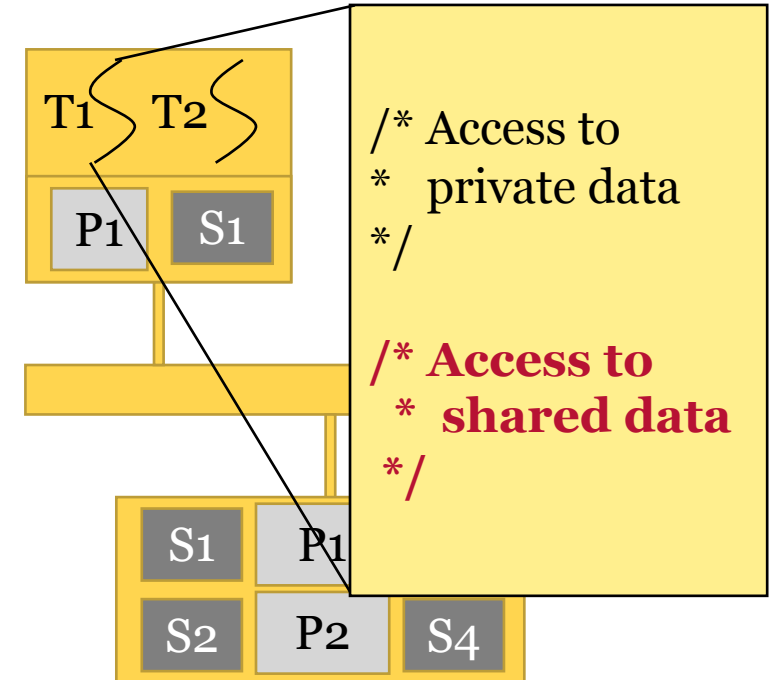 T1 T2
/* Access to
* private data
*/
P1 S1
/* Access to
* shared data
*/
S1 P1
S2 P2 S4